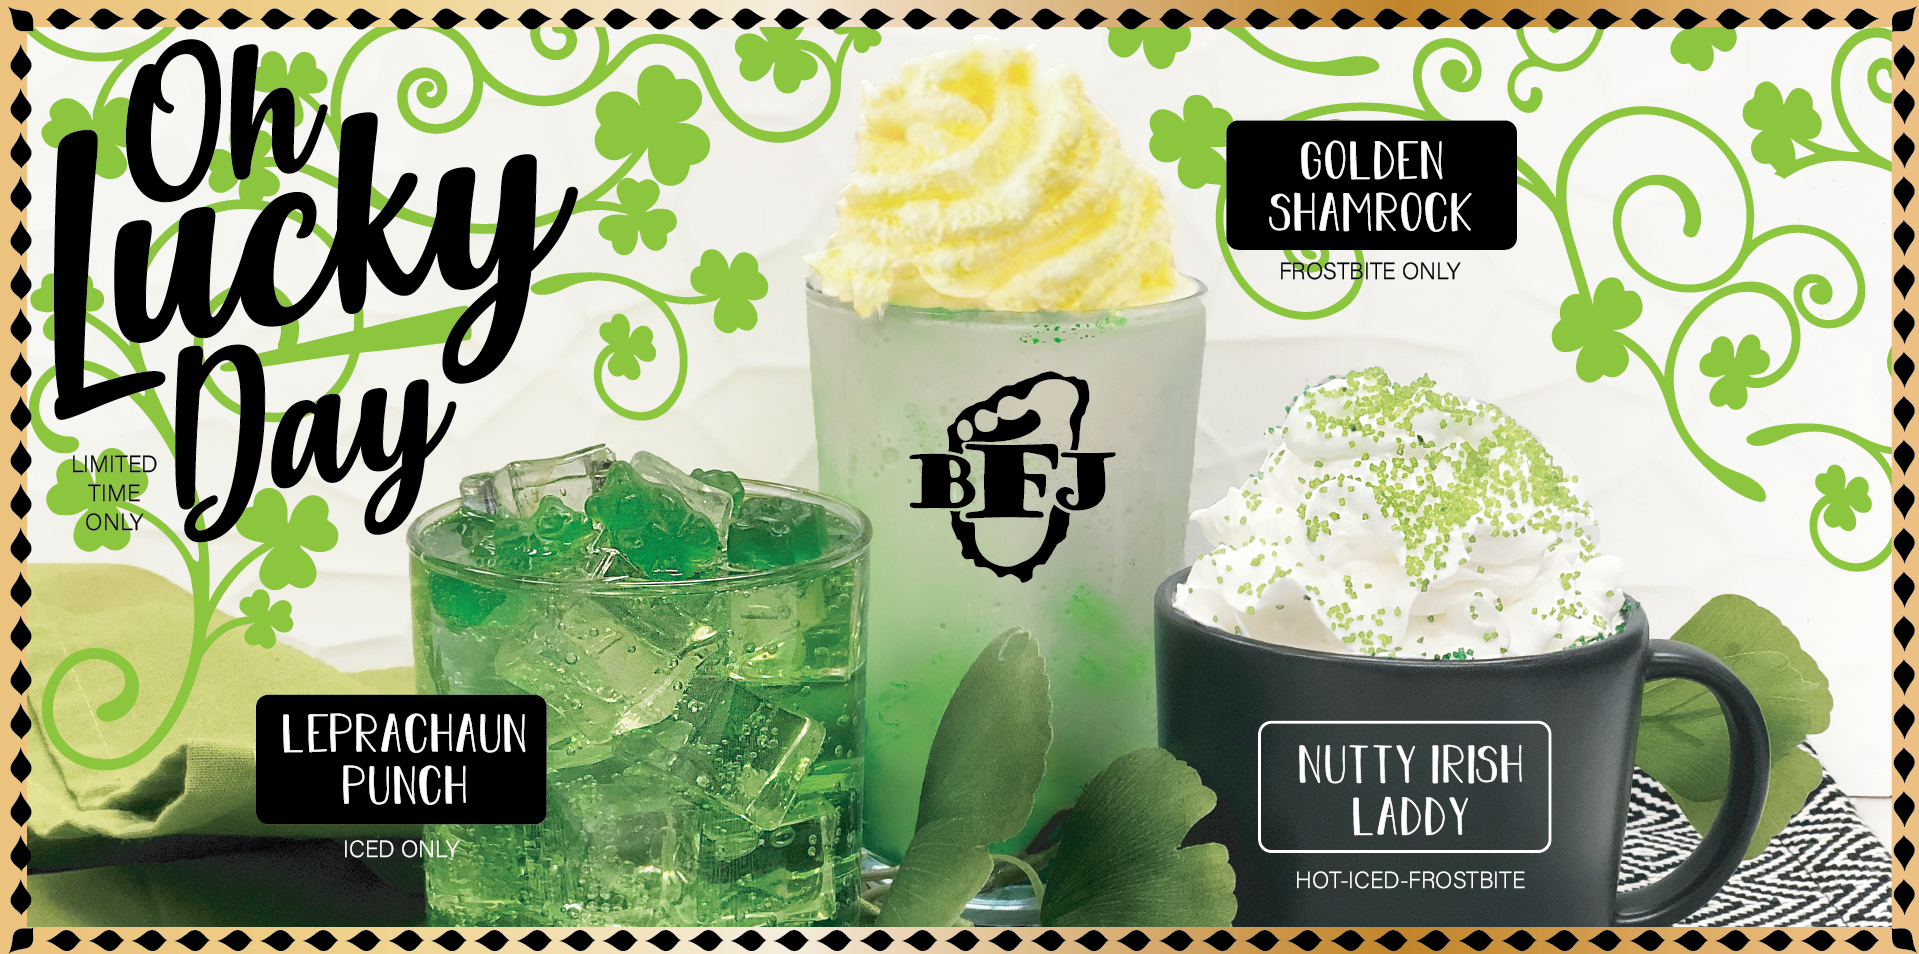 Oh
Lucky
Day
LIMITED
TIME
ONLY
GOLDEN
SHAMROCK
FROSTBITE ONLY
BFJ
LEPRACHAUN
PUNCH
ICED ONLY
NUTTY IRISH
LADDY
HOT-ICED-FROSTBITE